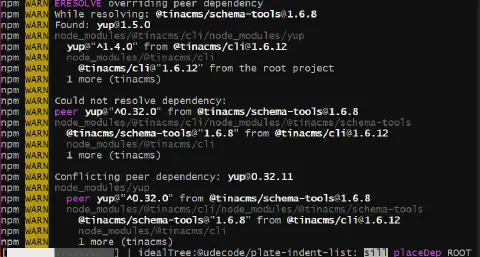 npm WARN ERESOLVE overriding peer dependency
npm WARN While resolving: @tinacms/schema-tools@1.6.8
npm WARN Found: yup@1.5.0
npm WARN node_modules/@tinacms/cli/node_modules/yup
npm WARN   yup@"^1.4.0" from @tinacms/cli@1.6.12
npm WARN   node_modules/@tinacms/cli
npm WARN     @tinacms/cli@"1.6.12" from the root project
npm WARN   1 more (tinacms)
npm WARN
npm WARN Could not resolve dependency:
npm WARN peer yup@"^0.32.0" from @tinacms/schema-tools@1.6.8
npm WARN node_modules/@tinacms/cli/node_modules/@tinacms/schema-tools
npm WARN   @tinacms/schema-tools@"1.6.8" from @tinacms/cli@1.6.12
npm WARN   node_modules/@tinacms/cli
npm WARN   1 more (tinacms)
npm WARN
npm WARN Conflicting peer dependency: yup@0.32.11
npm WARN node_modules/yup
npm WARN   peer yup@"^0.32.0" from @tinacms/schema-tools@1.6.8
npm WARN   node_modules/@tinacms/cli/node_modules/@tinacms/schema-tools
npm WARN     @tinacms/schema-tools@"1.6.8" from @tinacms/cli@1.6.12
npm WARN     node_modules/@tinacms/cli
npm WARN     1 more (tinacms)
[                  ] | idealTree:@udecode/plate-indent-list: sill placeDep ROOT